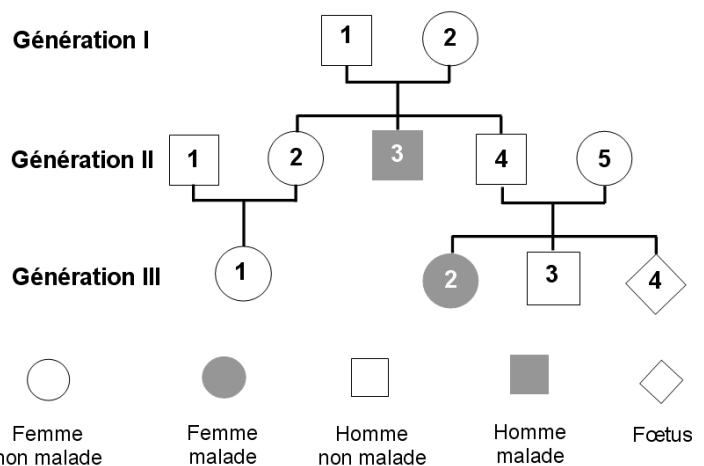 Génération I
1
2
Génération II
1
2
3
4
5
Génération III
1
2
3
4
Femme
non malade
Femme
malade
Homme
non malade
Homme
malade
Fœtus